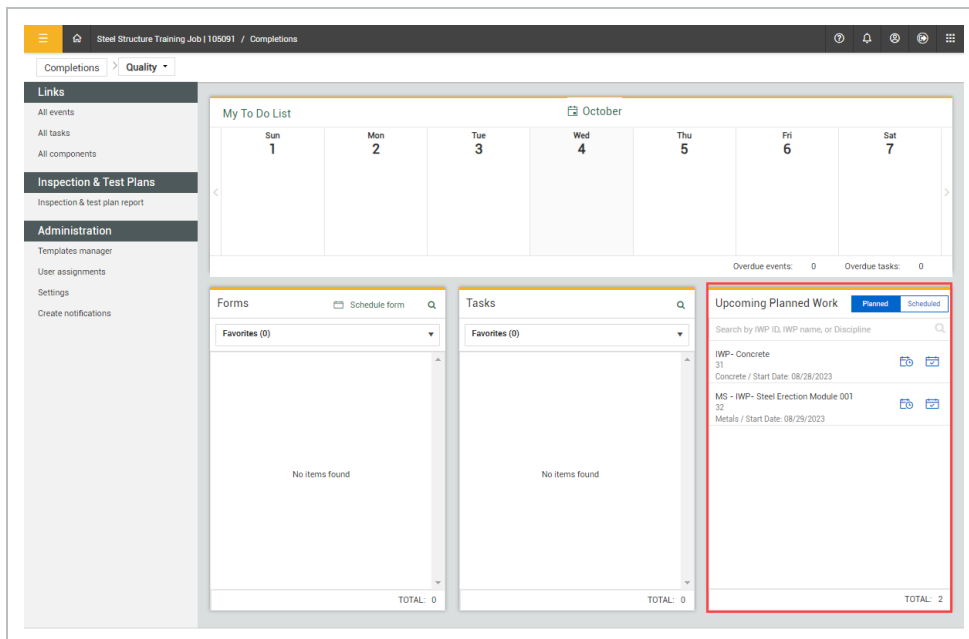 Steel Structure Training Job | 105091 / Completions
Completions > Quality
Links
All events
All tasks
All components
Inspection & Test Plans
Inspection & test plan report
Administration
Templates manager
User assignments
Settings
Create notifications
My To Do List October
Sun Mon Tue Wed Thu Fri Sat
1 2 3 4 5 6 7
Overdue events: 0 Overdue tasks: 0
Forms Schedule form
Favorites (0)
No items found
TOTAL: 0
Tasks
Favorites (0)
No items found
TOTAL: 0
Upcoming Planned Work Planned Scheduled
Search by IWP ID, IWP name, or Discipline
IWP- Concrete
31
Concrete / Start Date: 08/28/2023
MS - IWP- Steel Erection Module 001
32
Metals / Start Date: 08/29/2023
TOTAL: 2